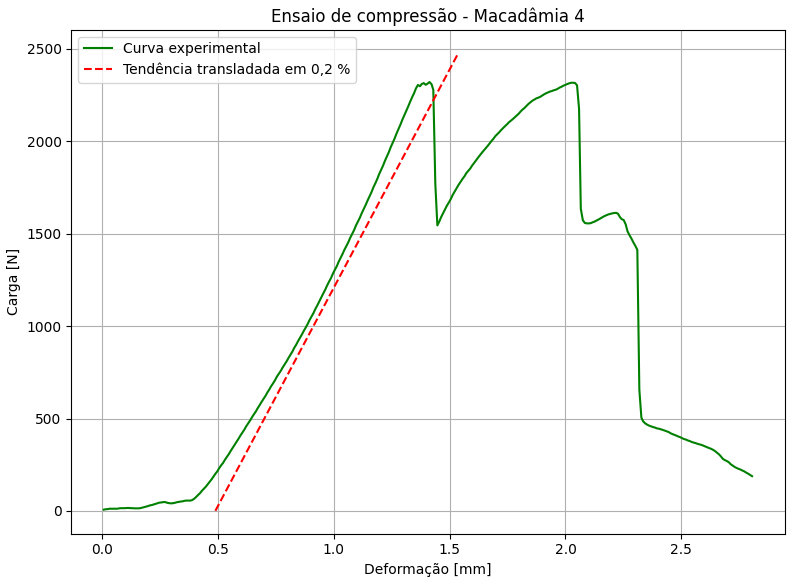 Ensaio de compressão - Macadâmia 4
Curva experimental
Tendência transladada em 0,2 %
Carga [N]
2500
2000
1500
1000
500
0
0.0 0.5 1.0 1.5 2.0 2.5
Deformação [mm]